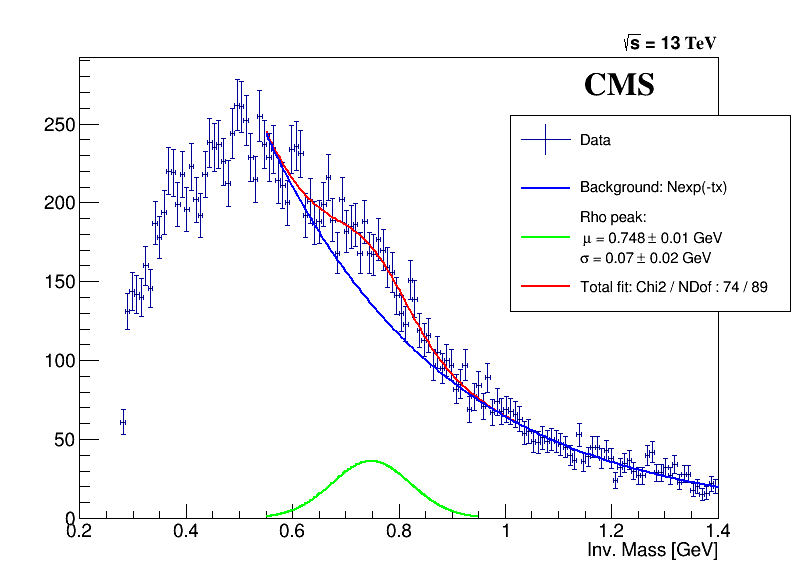 √s = 13 TeV
CMS
Data
Background: Nexp(-tx)
Rho peak:
μ = 0.748 ± 0.01 GeV
σ = 0.07 ± 0.02 GeV
Total fit: Chi2 / NDof : 74 / 89
250
200
150
100
50
0
0.2 0.4 0.6 0.8 1 1.2 1.4
Inv. Mass [GeV]